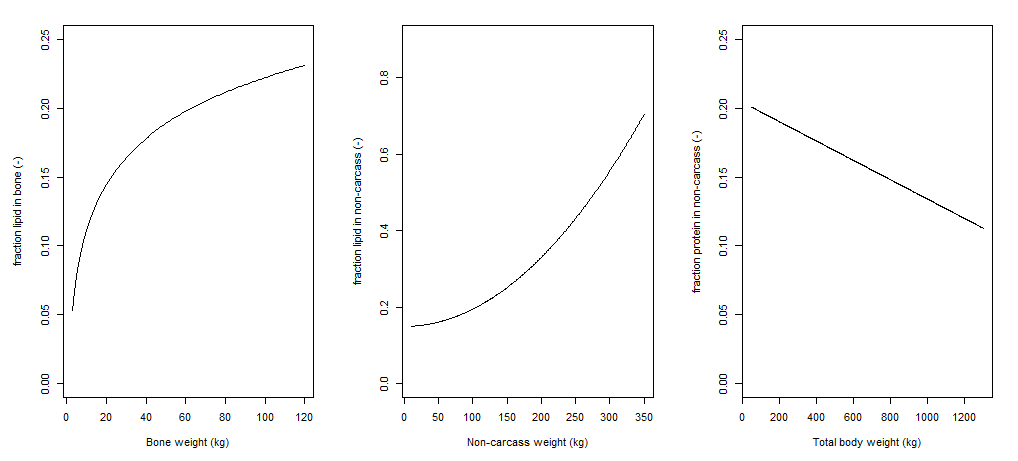 fraction lipid in bone (-)
0.25
0.20
0.15
0.10
0.05
0.00
0 20 40 60 80 100 120
Bone weight (kg)
fraction lipid in non-carcass (-)
0.8
0.6
0.4
0.2
0.0
0 50 100 150 200 250 300 350
Non-carcass weight (kg)
fraction protein in non-carcass (-)
0.25
0.20
0.15
0.10
0.05
0.00
0 200 400 600 800 1000 1200
Total body weight (kg)